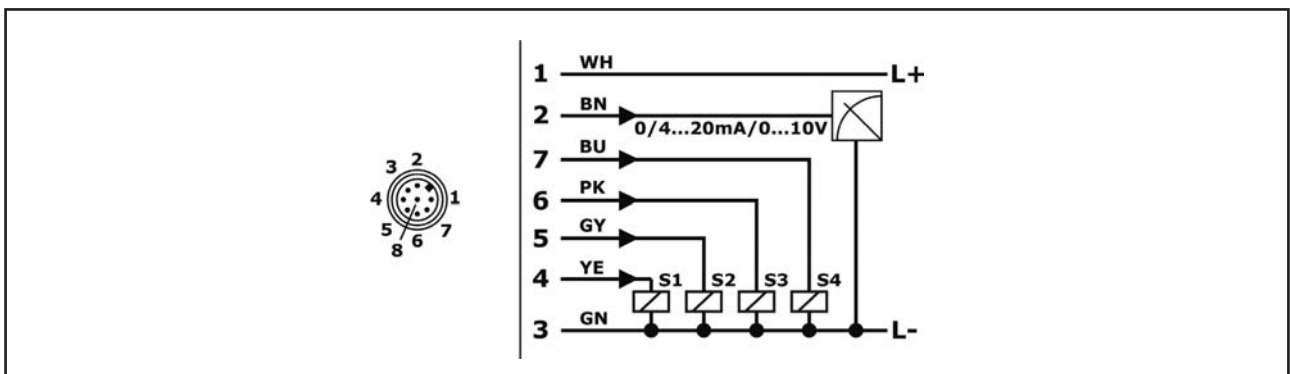 1 WH L+
2 BN
0/4...20mA/0...10V
7 BU
6 PK
5 GY
4 YE S1 S2 S3 S4
3 GN L-
3 2
4 1
5 6 7
8